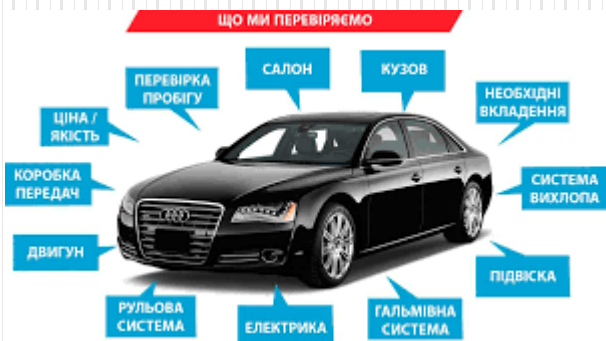 ЩО МИ ПЕРЕВІРЯЄМО
САЛОН
КУЗОВ
ПЕРЕВІРКА
ПРОБІГУ
НЕОБХІДНІ
ВКЛАДЕННЯ
ЦІНА /
ЯКІСТЬ
КОРОБКА
ПЕРЕДАЧ
СИСТЕМА
ВИХЛОПА
ДВИГУН
ПІДВІСКА
РУЛЬОВА
СИСТЕМА
ЕЛЕКТРИКА
ГАЛЬМІВНА
СИСТЕМА